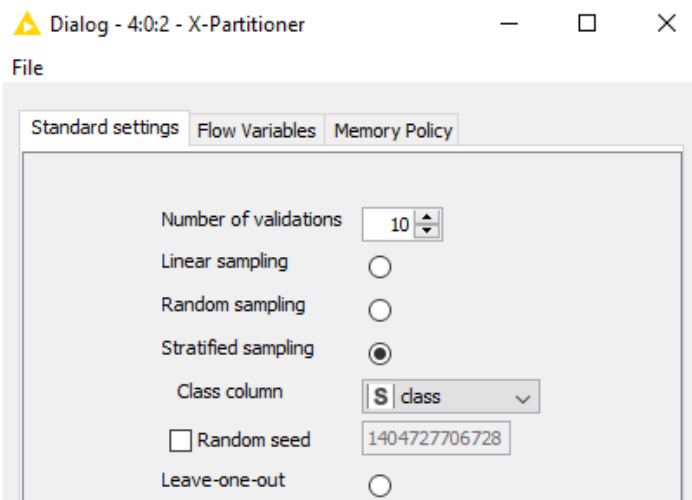 Dialog - 4:0:2 - X-Partitioner
File
Standard settings Flow Variables Memory Policy
Number of validations 10
Linear sampling
Random sampling
Stratified sampling
Class column S class
Random seed 1404727706728
Leave-one-out